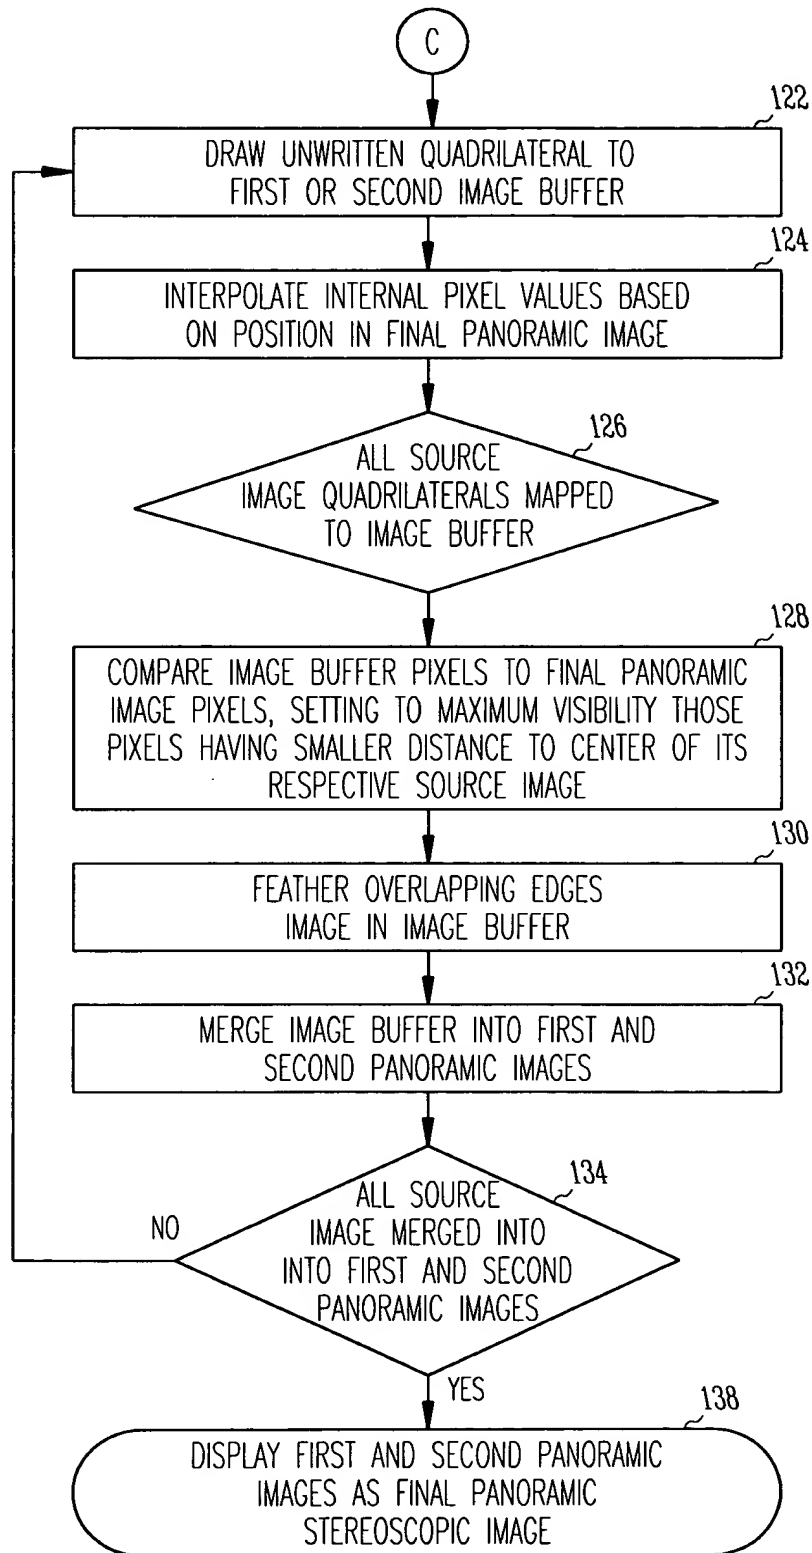 C
122
DRAW UNWRITTEN QUADRILATERAL TO
FIRST OR SECOND IMAGE BUFFER
124
INTERPOLATE INTERNAL PIXEL VALUES BASED
ON POSITION IN FINAL PANORAMIC IMAGE
126
ALL SOURCE
IMAGE QUADRILATERALS MAPPED
TO IMAGE BUFFER
128
COMPARE IMAGE BUFFER PIXELS TO FINAL PANORAMIC
IMAGE PIXELS, SETTING TO MAXIMUM VISIBILITY THOSE
PIXELS HAVING SMALLER DISTANCE TO CENTER OF ITS
RESPECTIVE SOURCE IMAGE
130
FEATHER OVERLAPPING EDGES
IMAGE IN IMAGE BUFFER
132
MERGE IMAGE BUFFER INTO FIRST AND
SECOND PANORAMIC IMAGES
134
ALL SOURCE
IMAGE MERGED INTO
INTO FIRST AND SECOND
PANORAMIC IMAGES
NO
YES
138
DISPLAY FIRST AND SECOND PANORAMIC
IMAGES AS FINAL PANORAMIC
STEREOSCOPIC IMAGE